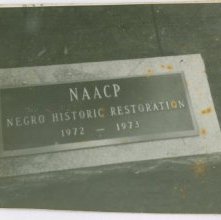 NAACP
NEGRO HISTORIC RESTORATION
1972 — 1973